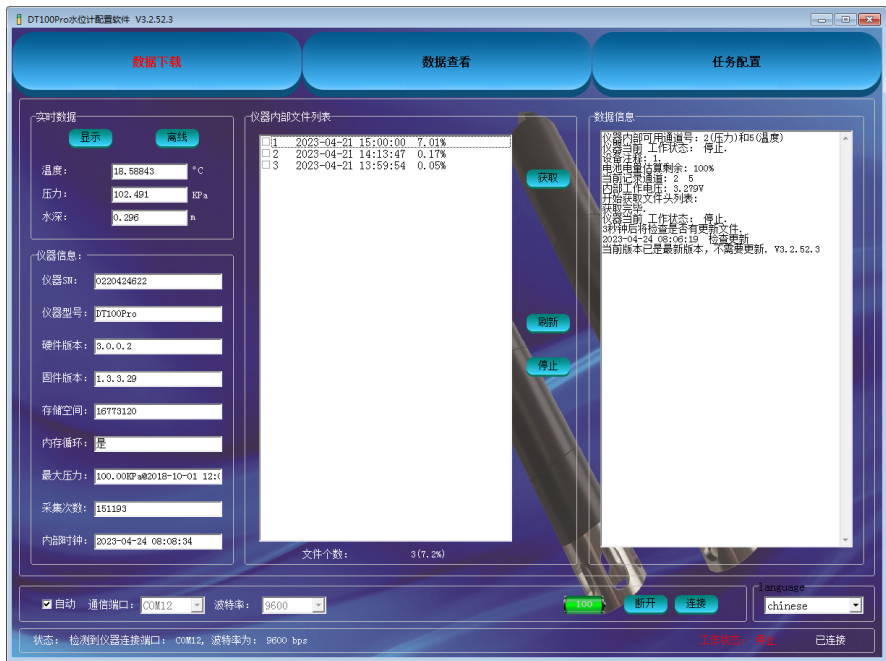 DT100Pro水位计配置软件 V3.2.52.3
数据下载
数据查看
任务配置
实时数据
显示
离线
温度: 18.58843 °C
压力: 102.491 KPa
水深: 0.296 m
仪器信息:
仪器SN: 0220424622
仪器型号: DT100Pro
硬件版本: 3.0.0.2
固件版本: 1.3.3.29
存储空间: 16773120
内存循环: 是
最大压力: 100.00KPa@2018-10-01 12:(
采集次数: 151193
内部时钟: 2023-04-24 08:08:34
仪器内部文件列表
1 2023-04-21 15:00:00 7.01%
2 2023-04-21 14:13:47 0.17%
3 2023-04-21 13:59:54 0.05%
文件个数: 3(7.2%)
获取
刷新
停止
数据信息
仪器内部可用通道号: 2(压力)和5(温度)
仪器当前 工作状态: 停止.
设备注释: 1.
电池电量估算剩余: 100%
当前记录通道: 2 5
内部工作电压: 3.279V
开始获取文件头列表:
获取完毕.
仪器当前 工作状态: 停止.
3秒钟后将检查是否有更新文件.
2023-04-24 08:06:19 检查更新
当前版本已是最新版本，不需要更新. V3.2.52.3
自动 通信端口: COM12 波特率: 9600
100
断开
连接
language
chinese
状态: 检测到仪器连接端口: COM12, 波特率为: 9600 bps
工作状态 停止
已连接